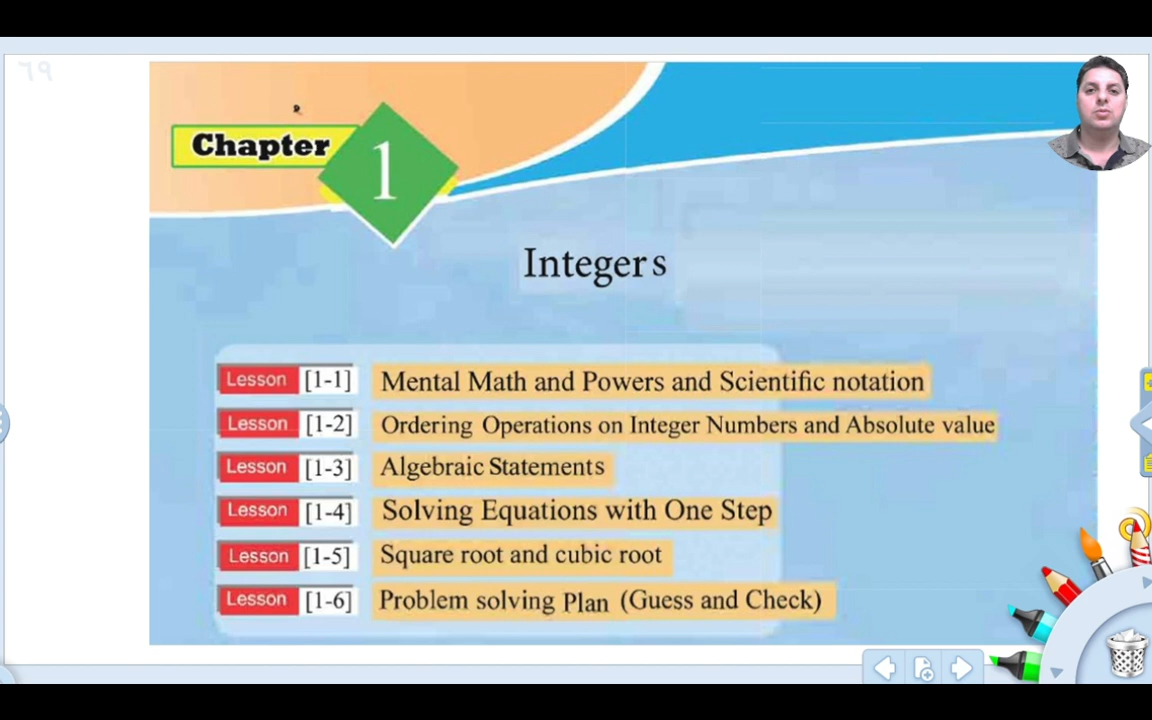 ٦٩
Chapter 1
Integers
Lesson [1-1] Mental Math and Powers and Scientific notation
Lesson [1-2] Ordering Operations on Integer Numbers and Absolute value
Lesson [1-3] Algebraic Statements
Lesson [1-4] Solving Equations with One Step
Lesson [1-5] Square root and cubic root
Lesson [1-6] Problem solving Plan (Guess and Check)